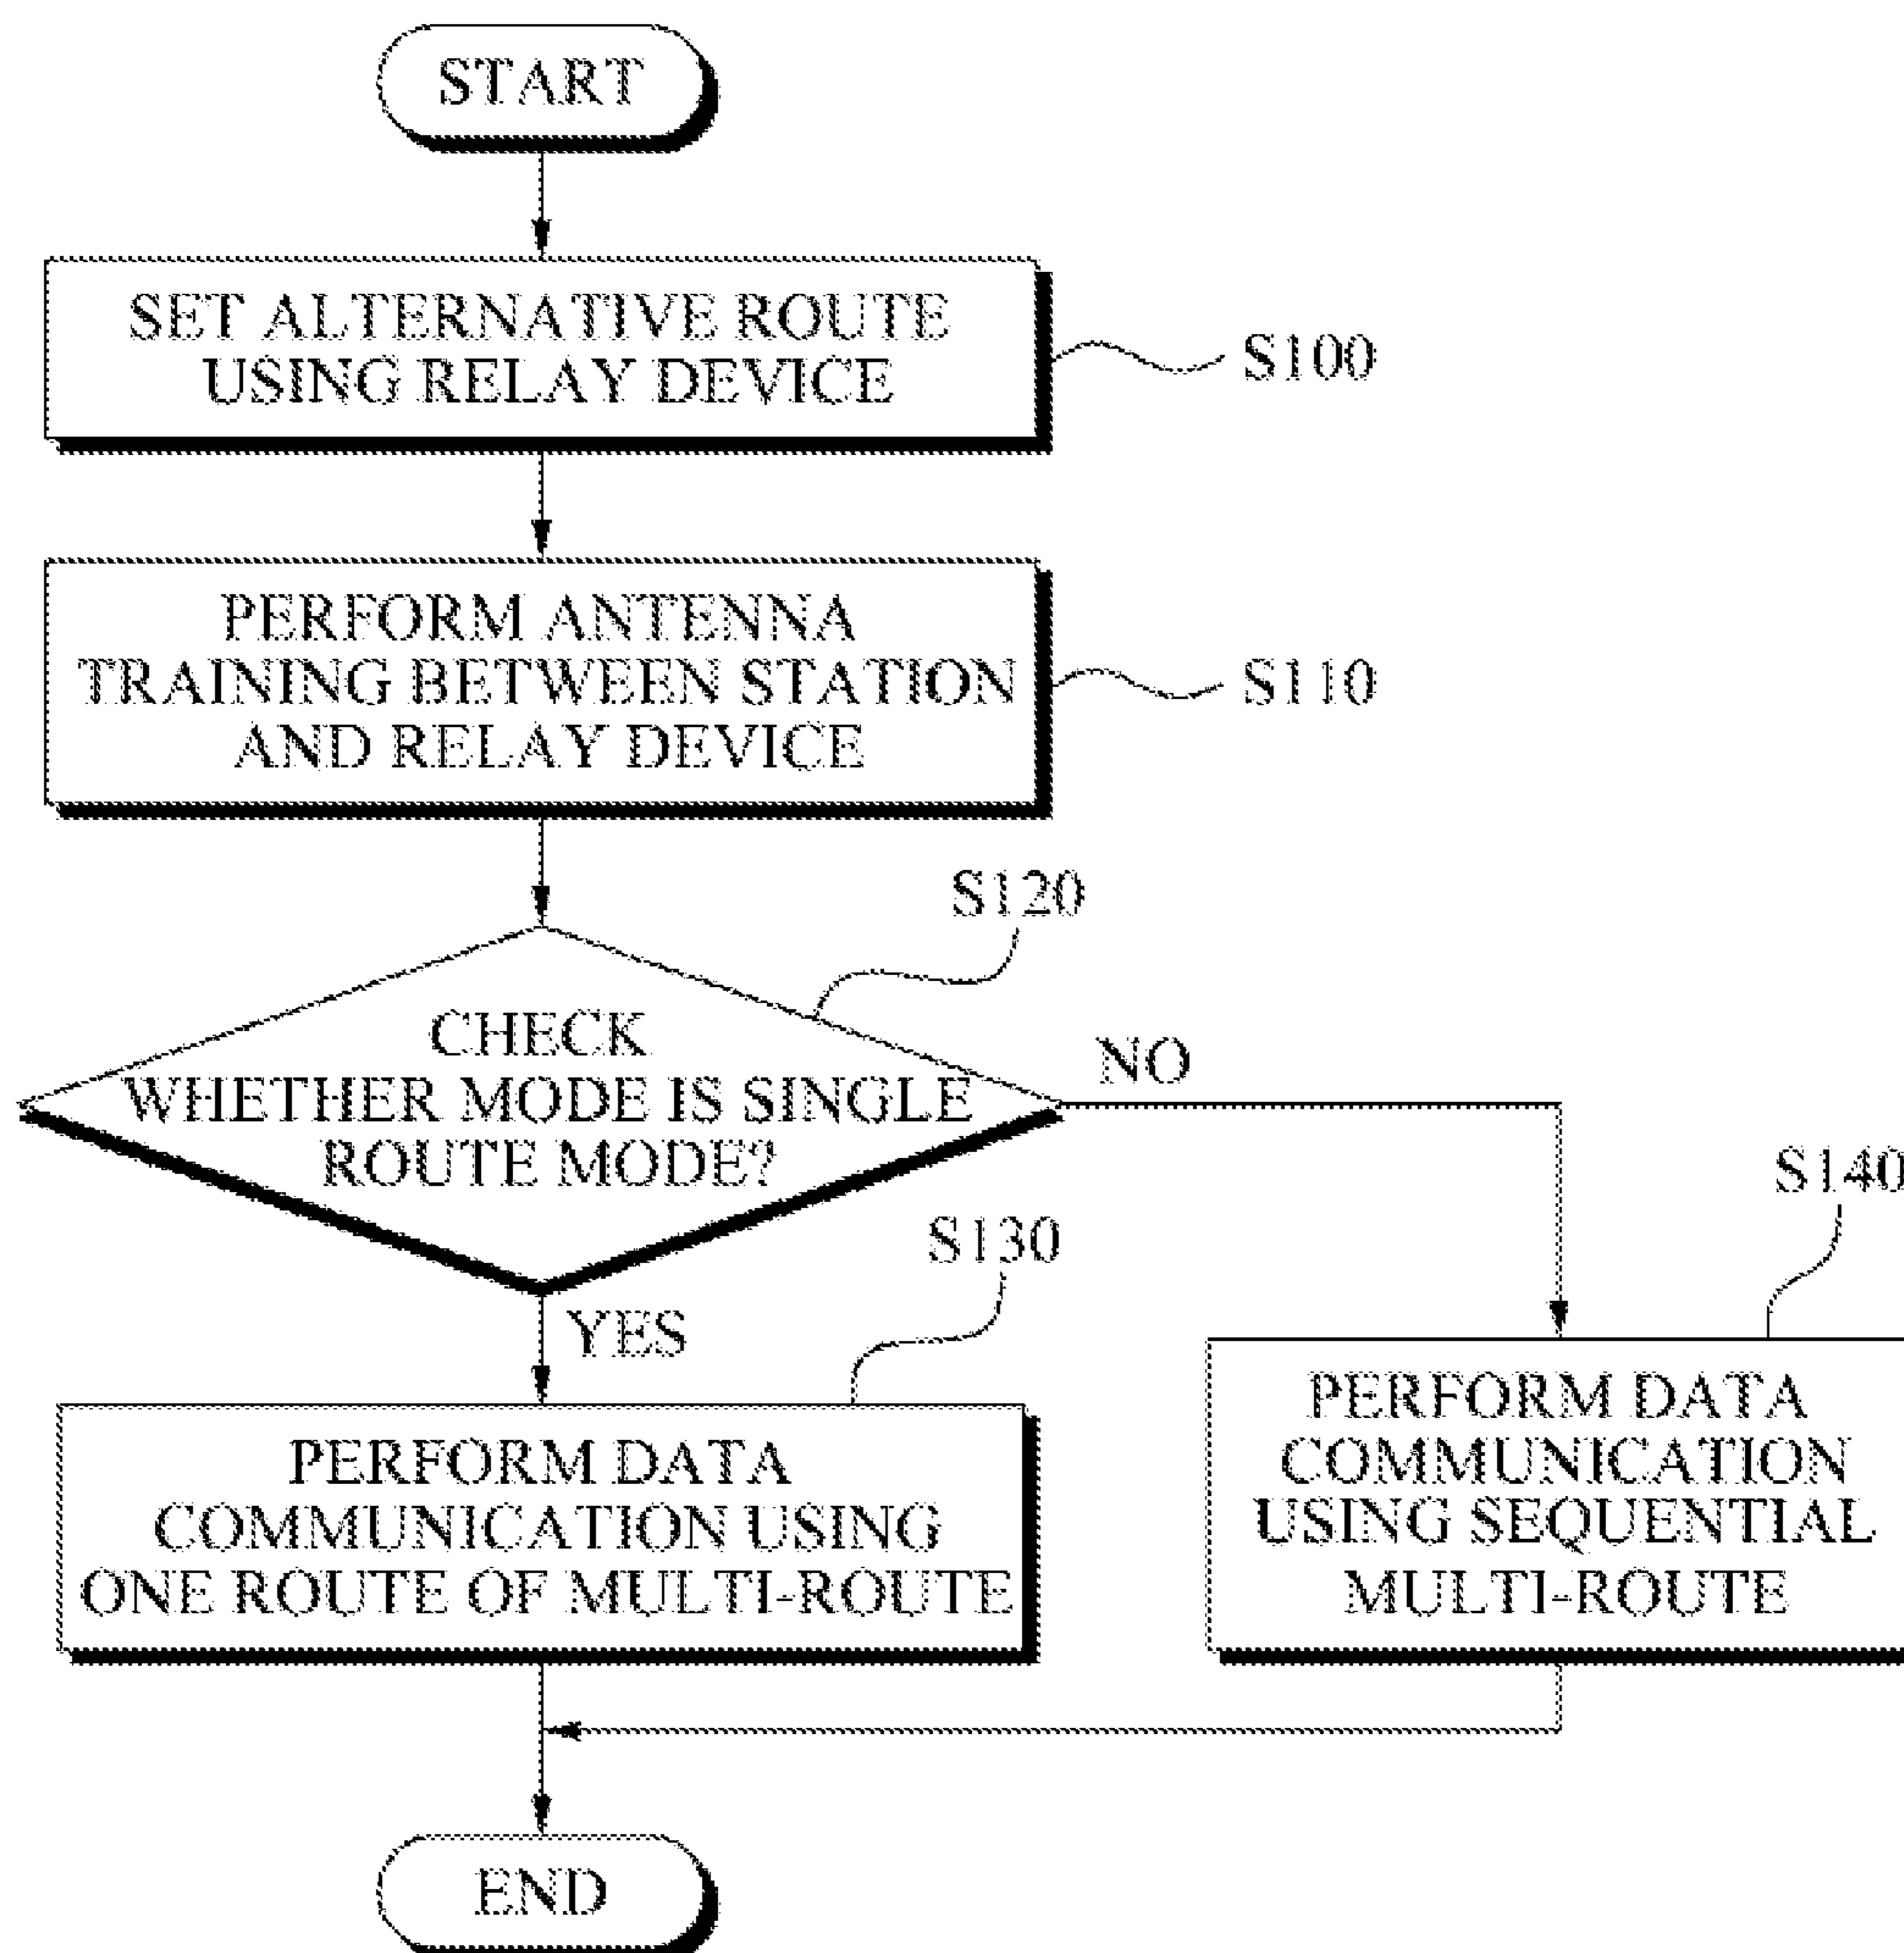 START
SET ALTERNATIVE ROUTE
USING RELAY DEVICE
S100
PERFORM ANTENNA
TRAINING BETWEEN STATION
AND RELAY DEVICE
S110
S120
CHECK
WHETHER MODE IS SINGLE
ROUTE MODE?
NO
YES
S130
PERFORM DATA
COMMUNICATION USING
ONE ROUTE OF MULTI-ROUTE
S140
PERFORM DATA
COMMUNICATION
USING SEQUENTIAL
MULTI-ROUTE
END